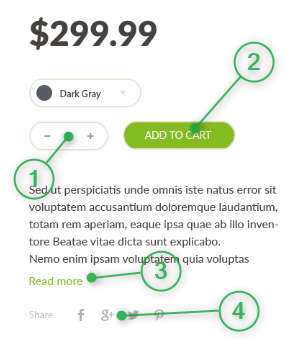 $299.99
Dark Gray
2
− +
ADD TO CART
1
Sed ut perspiciatis unde omnis iste natus error sit
voluptatem accusantium doloremque laudantium,
totam rem aperiam, eaque ipsa quae ab illo inven-
tore Beatae vitae dicta sunt explicabo.
Nemo enim ipsam voluptatem quia voluptas
Read more
3
Share
4